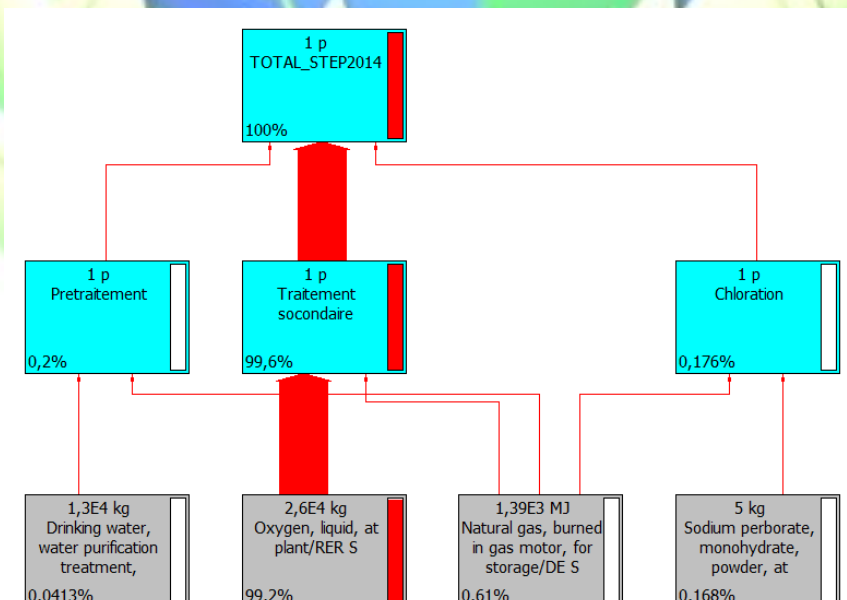 1 p
TOTAL_STEP2014
100%
1 p
Pretraitement
0,2%
1 p
Traitement
socondaire
99,6%
1 p
Chloration
0,176%
1,3E4 kg
Drinking water,
water purification
treatment,
0,0413%
2,6E4 kg
Oxygen, liquid, at
plant/RER S
99,2%
1,39E3 MJ
Natural gas, burned
in gas motor, for
storage/DE S
0,61%
5 kg
Sodium perborate,
monohydrate,
powder, at
0,168%